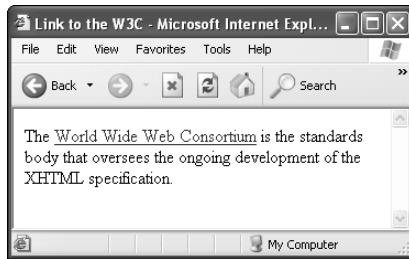 Link to the W3C - Microsoft Internet Expl...
File Edit View Favorites Tools Help
Back Search »
The World Wide Web Consortium is the standards
body that oversees the ongoing development of the
XHTML specification.
My Computer